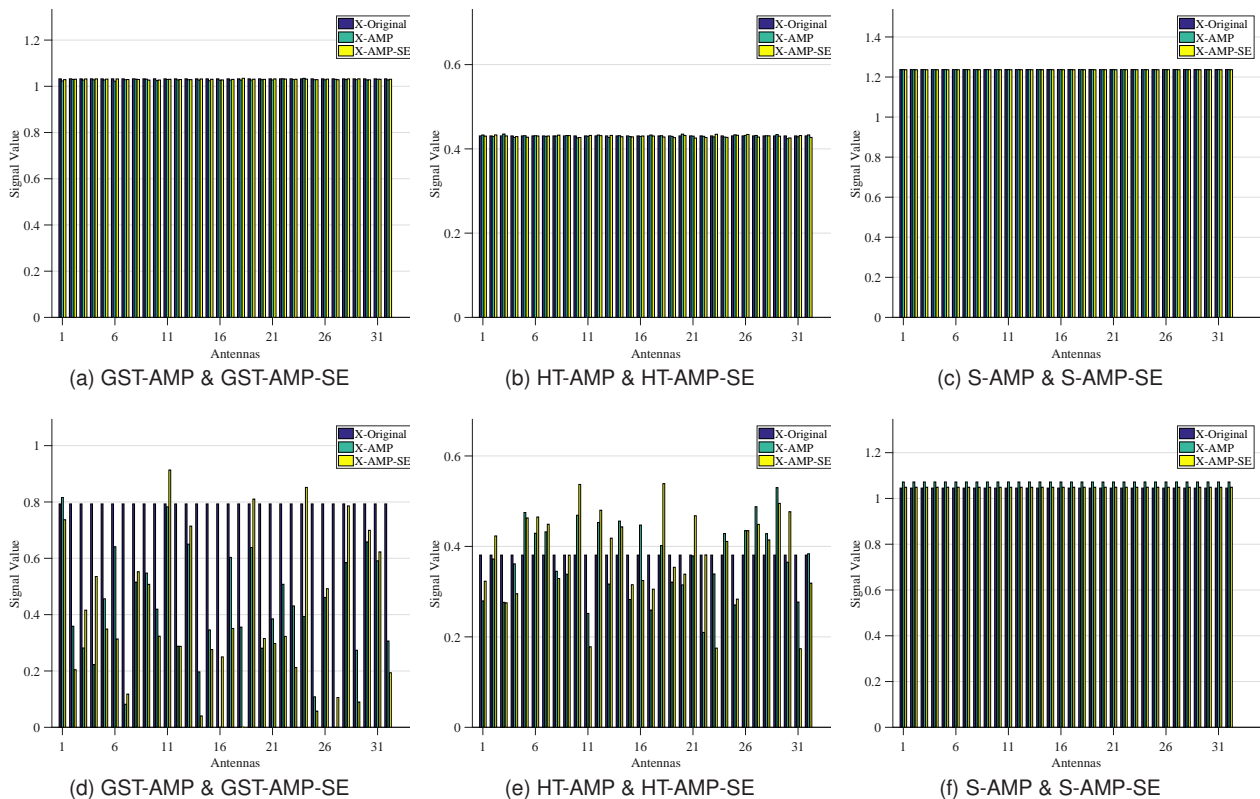 1.2
1
0.8
0.6
0.4
0.2
0
Signal Value
1 6 11 16 21 26 31
Antennas
X-Original
X-AMP
X-AMP-SE
(a) GST-AMP & GST-AMP-SE
0.6
0.4
0.2
0
Signal Value
1 6 11 16 21 26 31
Antennas
X-Original
X-AMP
X-AMP-SE
(b) HT-AMP & HT-AMP-SE
1.4
1.2
1
0.8
0.6
0.4
0.2
0
Signal Value
1 6 11 16 21 26 31
Antennas
X-Original
X-AMP
X-AMP-SE
(c) S-AMP & S-AMP-SE
1
0.8
0.6
0.4
0.2
0
Signal Value
1 6 11 16 21 26 31
Antennas
X-Original
X-AMP
X-AMP-SE
(d) GST-AMP & GST-AMP-SE
0.6
0.4
0.2
0
Signal Value
1 6 11 16 21 26 31
Antennas
X-Original
X-AMP
X-AMP-SE
(e) HT-AMP & HT-AMP-SE
1.2
1
0.8
0.6
0.4
0.2
0
Signal Value
1 6 11 16 21 26 31
Antennas
X-Original
X-AMP
X-AMP-SE
(f) S-AMP & S-AMP-SE